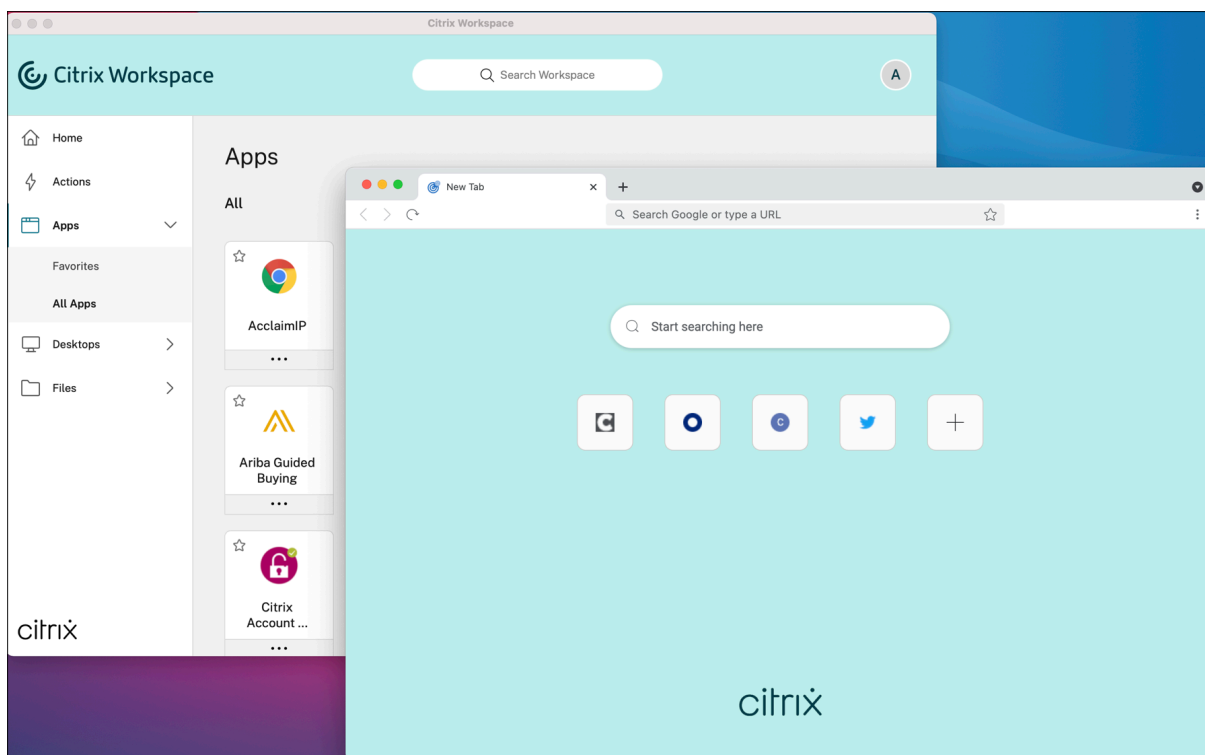 Citrix Workspace
Citrix Workspace
Search Workspace
A
Home
Actions
Apps
Favorites
All Apps
Desktops
Files
citrix
Apps
All
AcclaimIP
Ariba Guided
Buying
Citrix
Account ...
New Tab
Search Google or type a URL
Start searching here
C
C
citrix